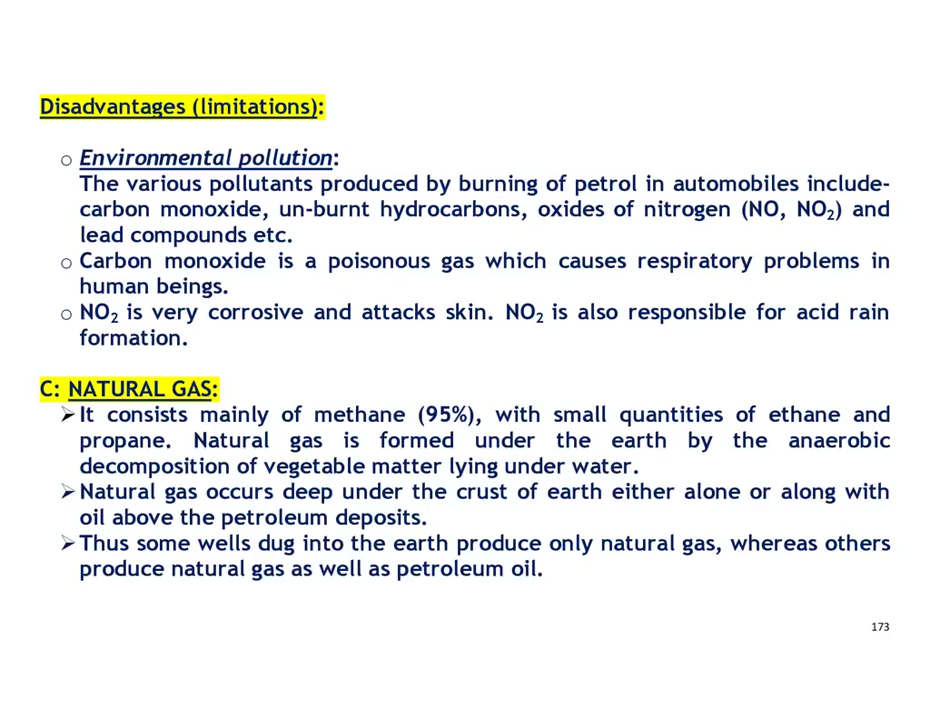 Disadvantages (limitations):
o Environmental pollution:
The various pollutants produced by burning of petrol in automobiles include-
carbon monoxide, un-burnt hydrocarbons, oxides of nitrogen (NO, NO₂) and
lead compounds etc.
o Carbon monoxide is a poisonous gas which causes respiratory problems in
human beings.
o NO₂ is very corrosive and attacks skin. NO₂ is also responsible for acid rain
formation.
C: NATURAL GAS:
➢ It consists mainly of methane (95%), with small quantities of ethane and
propane. Natural gas is formed under the earth by the anaerobic
decomposition of vegetable matter lying under water.
➢ Natural gas occurs deep under the crust of earth either alone or along with
oil above the petroleum deposits.
➢ Thus some wells dug into the earth produce only natural gas, whereas others
produce natural gas as well as petroleum oil.
173